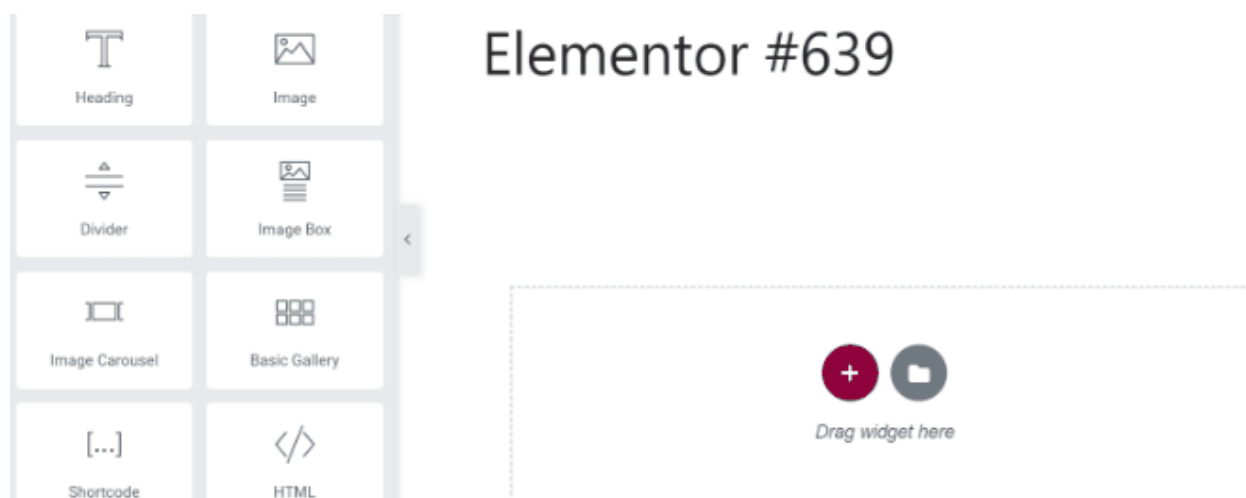 Elementor #639
Heading
Image
Divider
Image Box
Image Carousel
Basic Gallery
[...]
Shortcode
HTML
Drag widget here